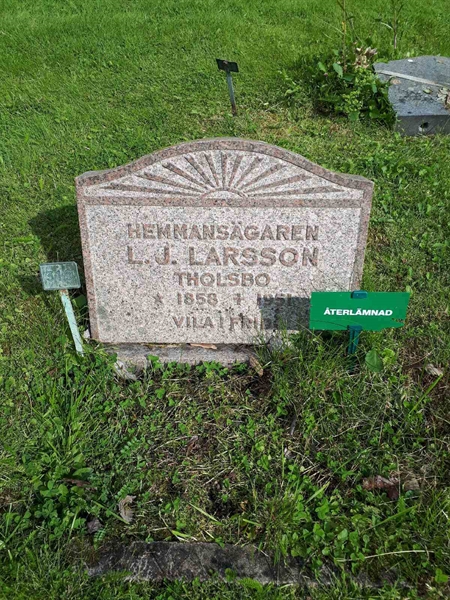 HEMMANSÄGAREN
L. J. LARSSON
THOLSBO
* 1858 †
VILA I FRID
ÅTERLÄMNAD